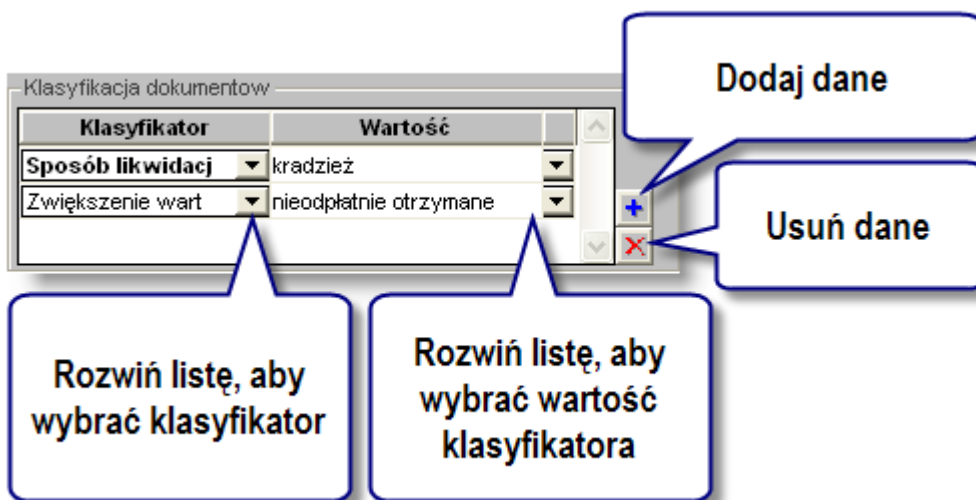 Dodaj dane
Klasyfikacja dokumentow
Klasyfikator Wartość
Sposób likwidacj kradzież
Zwiększenie wart nieodpłatnie otrzymane
Usuń dane
Rozwiń listę, aby
wybrać klasyfikator
Rozwiń listę, aby
wybrać wartość
klasyfikatora